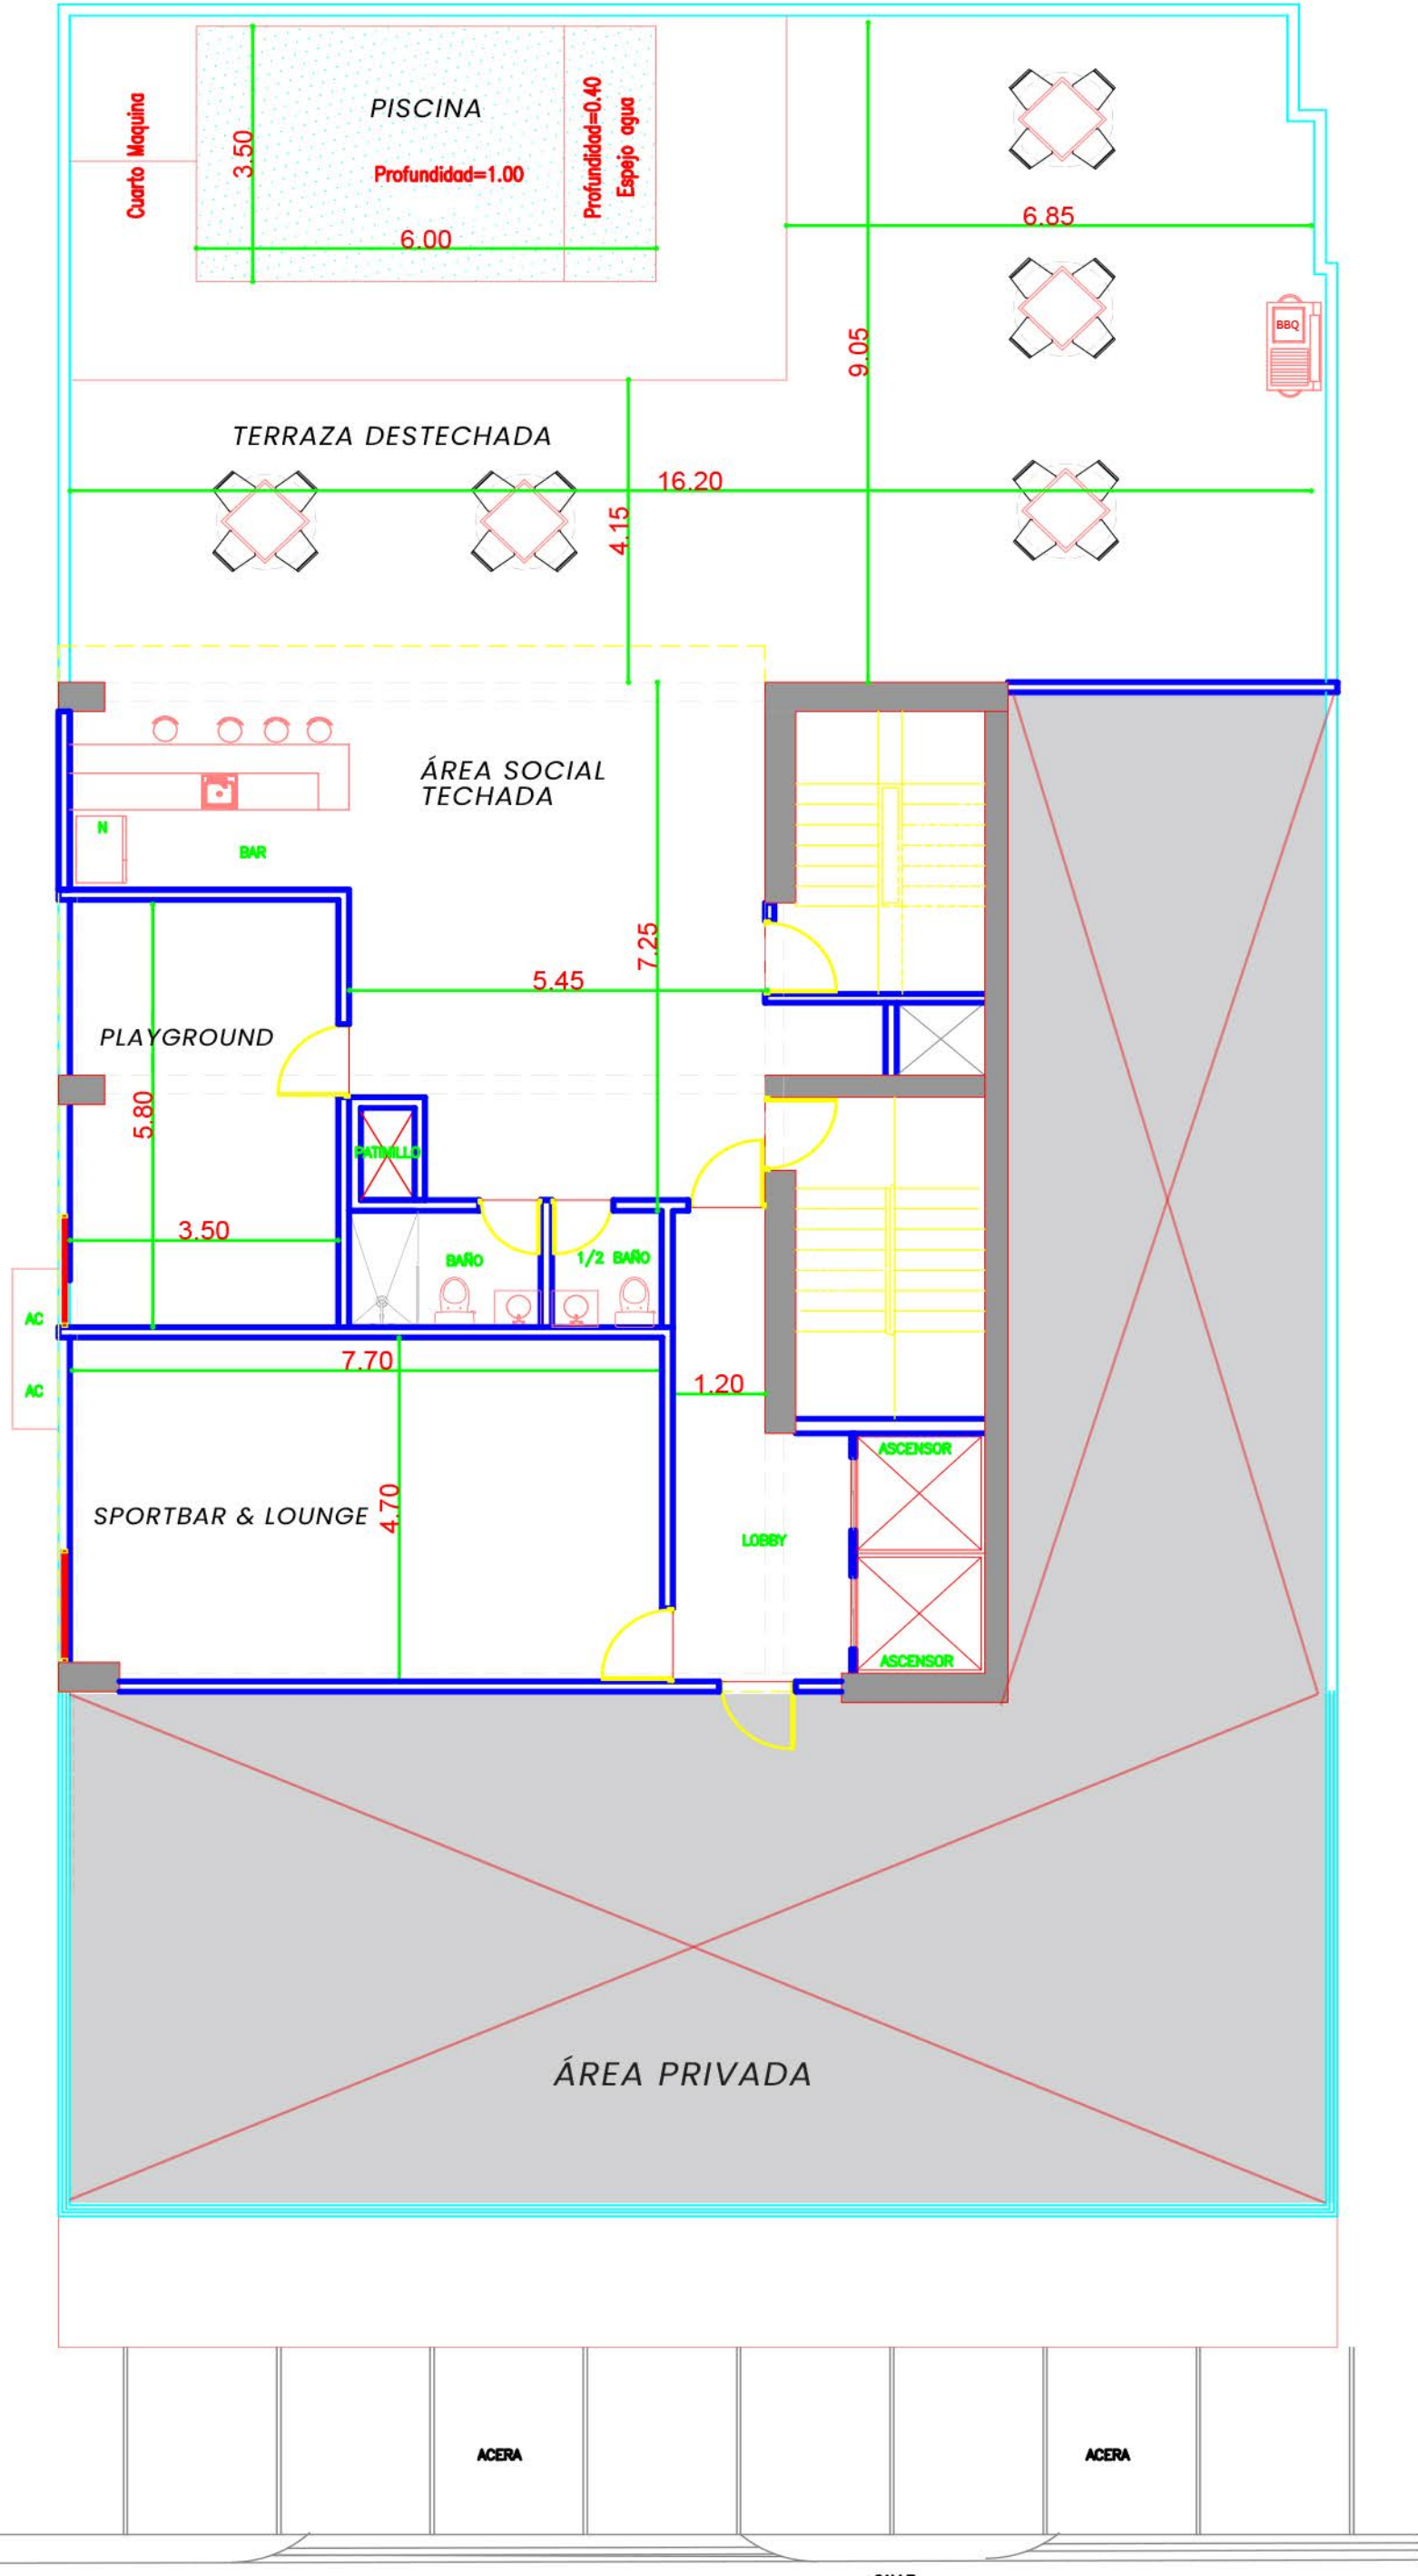 Cuarto Maquina
3.50
PISCINA
Profundidad=1.00
6.00
Profundidad=0.40
Espejo agua
6.85
9.05
BBQ
TERRAZA DESTECHADA
16.20
4.15
ÁREA SOCIAL
TECHADA
N
BAR
7.25
5.45
PLAYGROUND
5.80
PATINILLO
3.50
BAÑO
1/2 BAÑO
AC
AC
7.70
1.20
4.70
SPORTBAR & LOUNGE
ASCENSOR
LOBBY
ASCENSOR
ÁREA PRIVADA
ACERA
ACERA